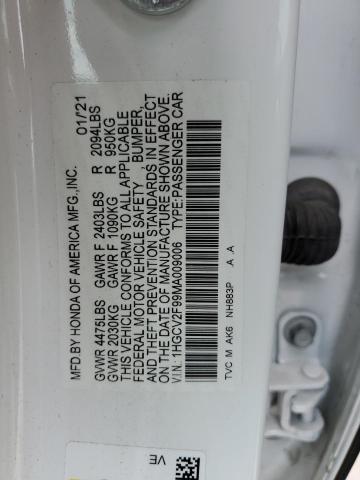 MFD.BY HONDA OF AMERICA MFG.,INC. 01/'21
GVWR 4475LBS GAWR F 2403LBS R 2094LBS
GVWR 2030KG GAWR F 1090KG R 950KG
THIS VEHICLE CONFORMS TO ALL APPLICABLE
FEDERAL MOTOR VEHICLE SAFETY, BUMPER,
AND THEFT PREVENTION STANDARDS IN EFFECT
ON THE DATE OF MANUFACTURE SHOWN ABOVE.
V.I.N: 1HGCV2F99MA009006 TYPE:PASSENGER CAR
TVC M AK6 NH883P .A .A
VE